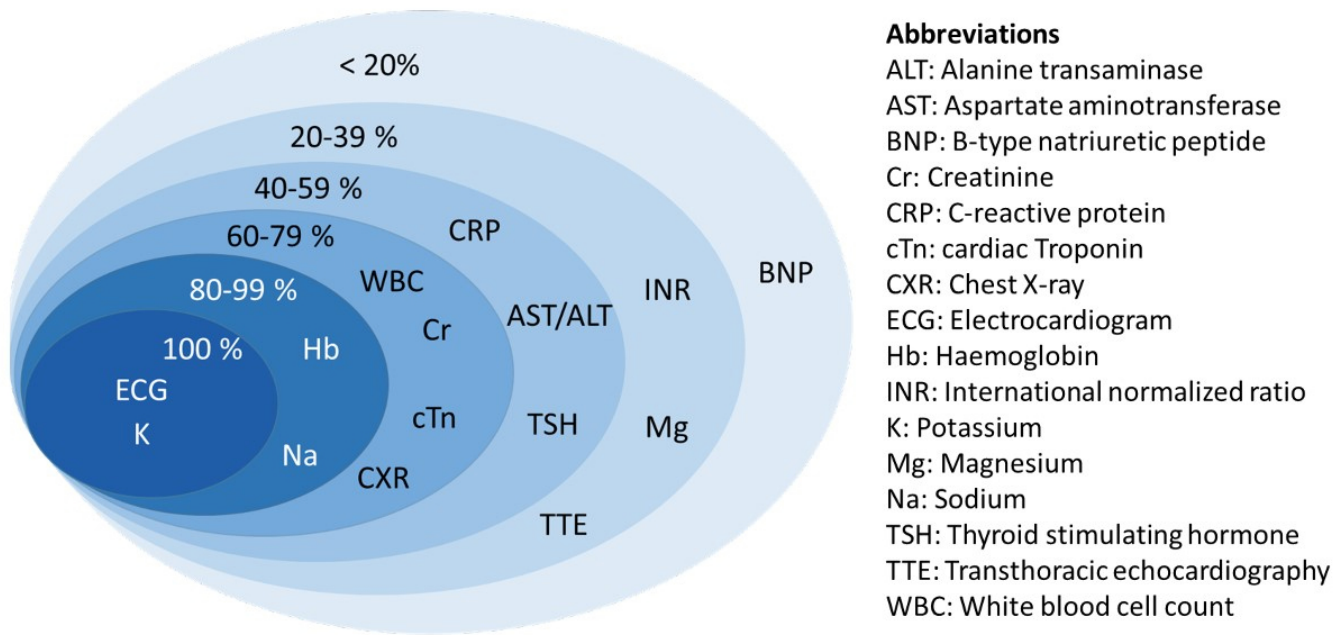 < 20%
20-39 %
40-59 %
60-79 %
80-99 %
100 %
ECG
K
Hb
Na
WBC
Cr
cTn
CXR
CRP
AST/ALT
TSH
INR
Mg
TTE
BNP
Abbreviations
ALT: Alanine transaminase
AST: Aspartate aminotransferase
BNP: B-type natriuretic peptide
Cr: Creatinine
CRP: C-reactive protein
cTn: cardiac Troponin
CXR: Chest X-ray
ECG: Electrocardiogram
Hb: Haemoglobin
INR: International normalized ratio
K: Potassium
Mg: Magnesium
Na: Sodium
TSH: Thyroid stimulating hormone
TTE: Transthoracic echocardiography
WBC: White blood cell count